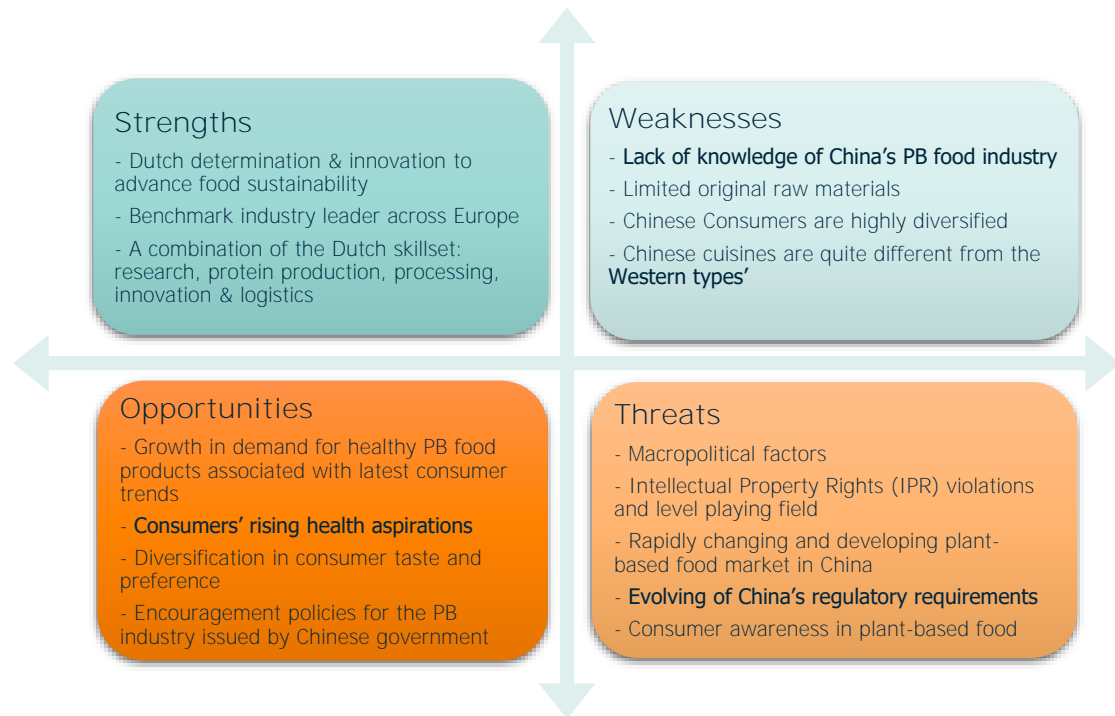 Strengths
- Dutch determination & innovation to
advance food sustainability
- Benchmark industry leader across Europe
- A combination of the Dutch skillset:
research, protein production, processing,
innovation & logistics
Weaknesses
- Lack of knowledge of China’s PB food industry
- Limited original raw materials
- Chinese Consumers are highly diversified
- Chinese cuisines are quite different from the
Western types’
Opportunities
- Growth in demand for healthy PB food
products associated with latest consumer
trends
- Consumers’ rising health aspirations
- Diversification in consumer taste and
preference
- Encouragement policies for the PB
industry issued by Chinese government
Threats
- Macropolitical factors
- Intellectual Property Rights (IPR) violations
and level playing field
- Rapidly changing and developing plant-
based food market in China
- Evolving of China’s regulatory requirements
- Consumer awareness in plant-based food